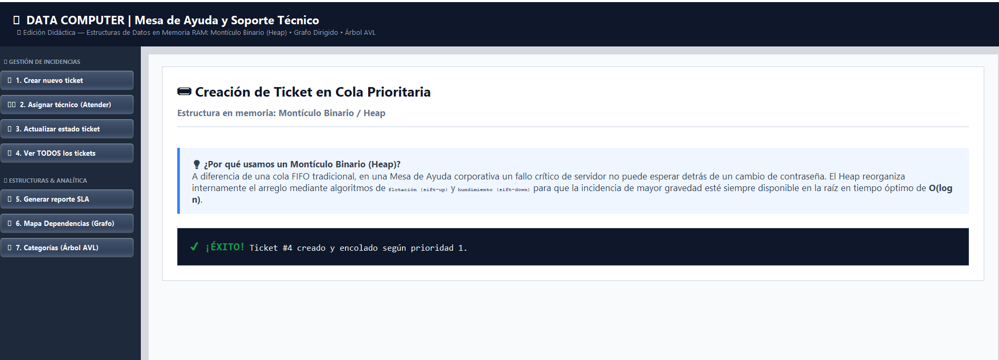 DATA COMPUTER | Mesa de Ayuda y Soporte Técnico
Edición Didáctica — Estructuras de Datos en Memoria RAM: Montículo Binario (Heap) • Grafo Dirigido • Árbol AVL
GESTIÓN DE INCIDENCIAS
1. Crear nuevo ticket
2. Asignar técnico (Atender)
3. Actualizar estado ticket
4. Ver TODOS los tickets
ESTRUCTURAS & ANALÍTICA
5. Generar reporte SLA
6. Mapa Dependencias (Grafo)
7. Categorías (Árbol AVL)
Creación de Ticket en Cola Prioritaria
Estructura en memoria: Montículo Binario / Heap
¿Por qué usamos un Montículo Binario (Heap)?
A diferencia de una cola FIFO tradicional, en una Mesa de Ayuda corporativa un fallo crítico de servidor no puede esperar detrás de un cambio de contraseña. El Heap reorganiza
internamente el arreglo mediante algoritmos de flotación (sift-up) y hundimiento (sift-down) para que la incidencia de mayor gravedad esté siempre disponible en la raíz en tiempo óptimo de O(log
n).
✔ ¡ÉXITO! Ticket #4 creado y encolado según prioridad 1.